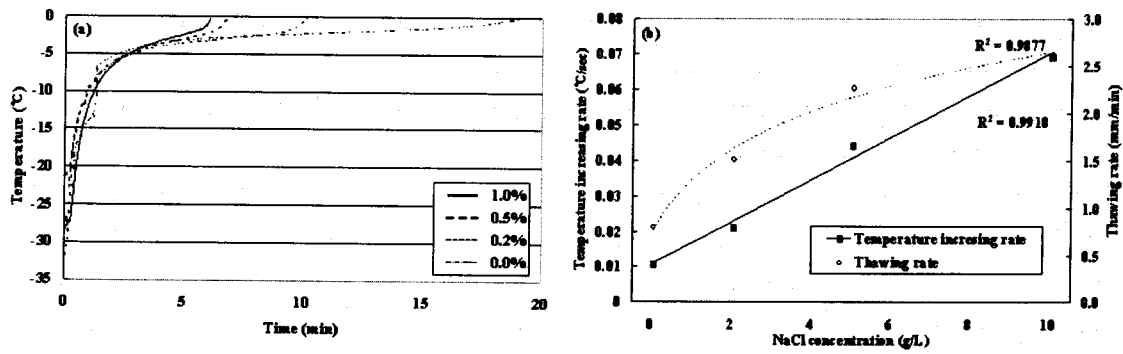 (a)
0
-5
-10
-15
-20
-25
-30
-35
Temperature (℃)
1.0%
0.5%
0.2%
0.0%
0 5 10 15 20
Time (min)
(b)
0.08
0.07
0.06
0.05
0.04
0.03
0.02
0.01
0
Temperature increasing rate (℃/sec)
R² = 0.9877
Temperature incresing rate
Thawing rate
3.0
2.5
2.0
1.5
1.0
0.5
0.0
Thawing rate (mm/min)
0 2 4 6 8 10
NaCl concentration (g/L)